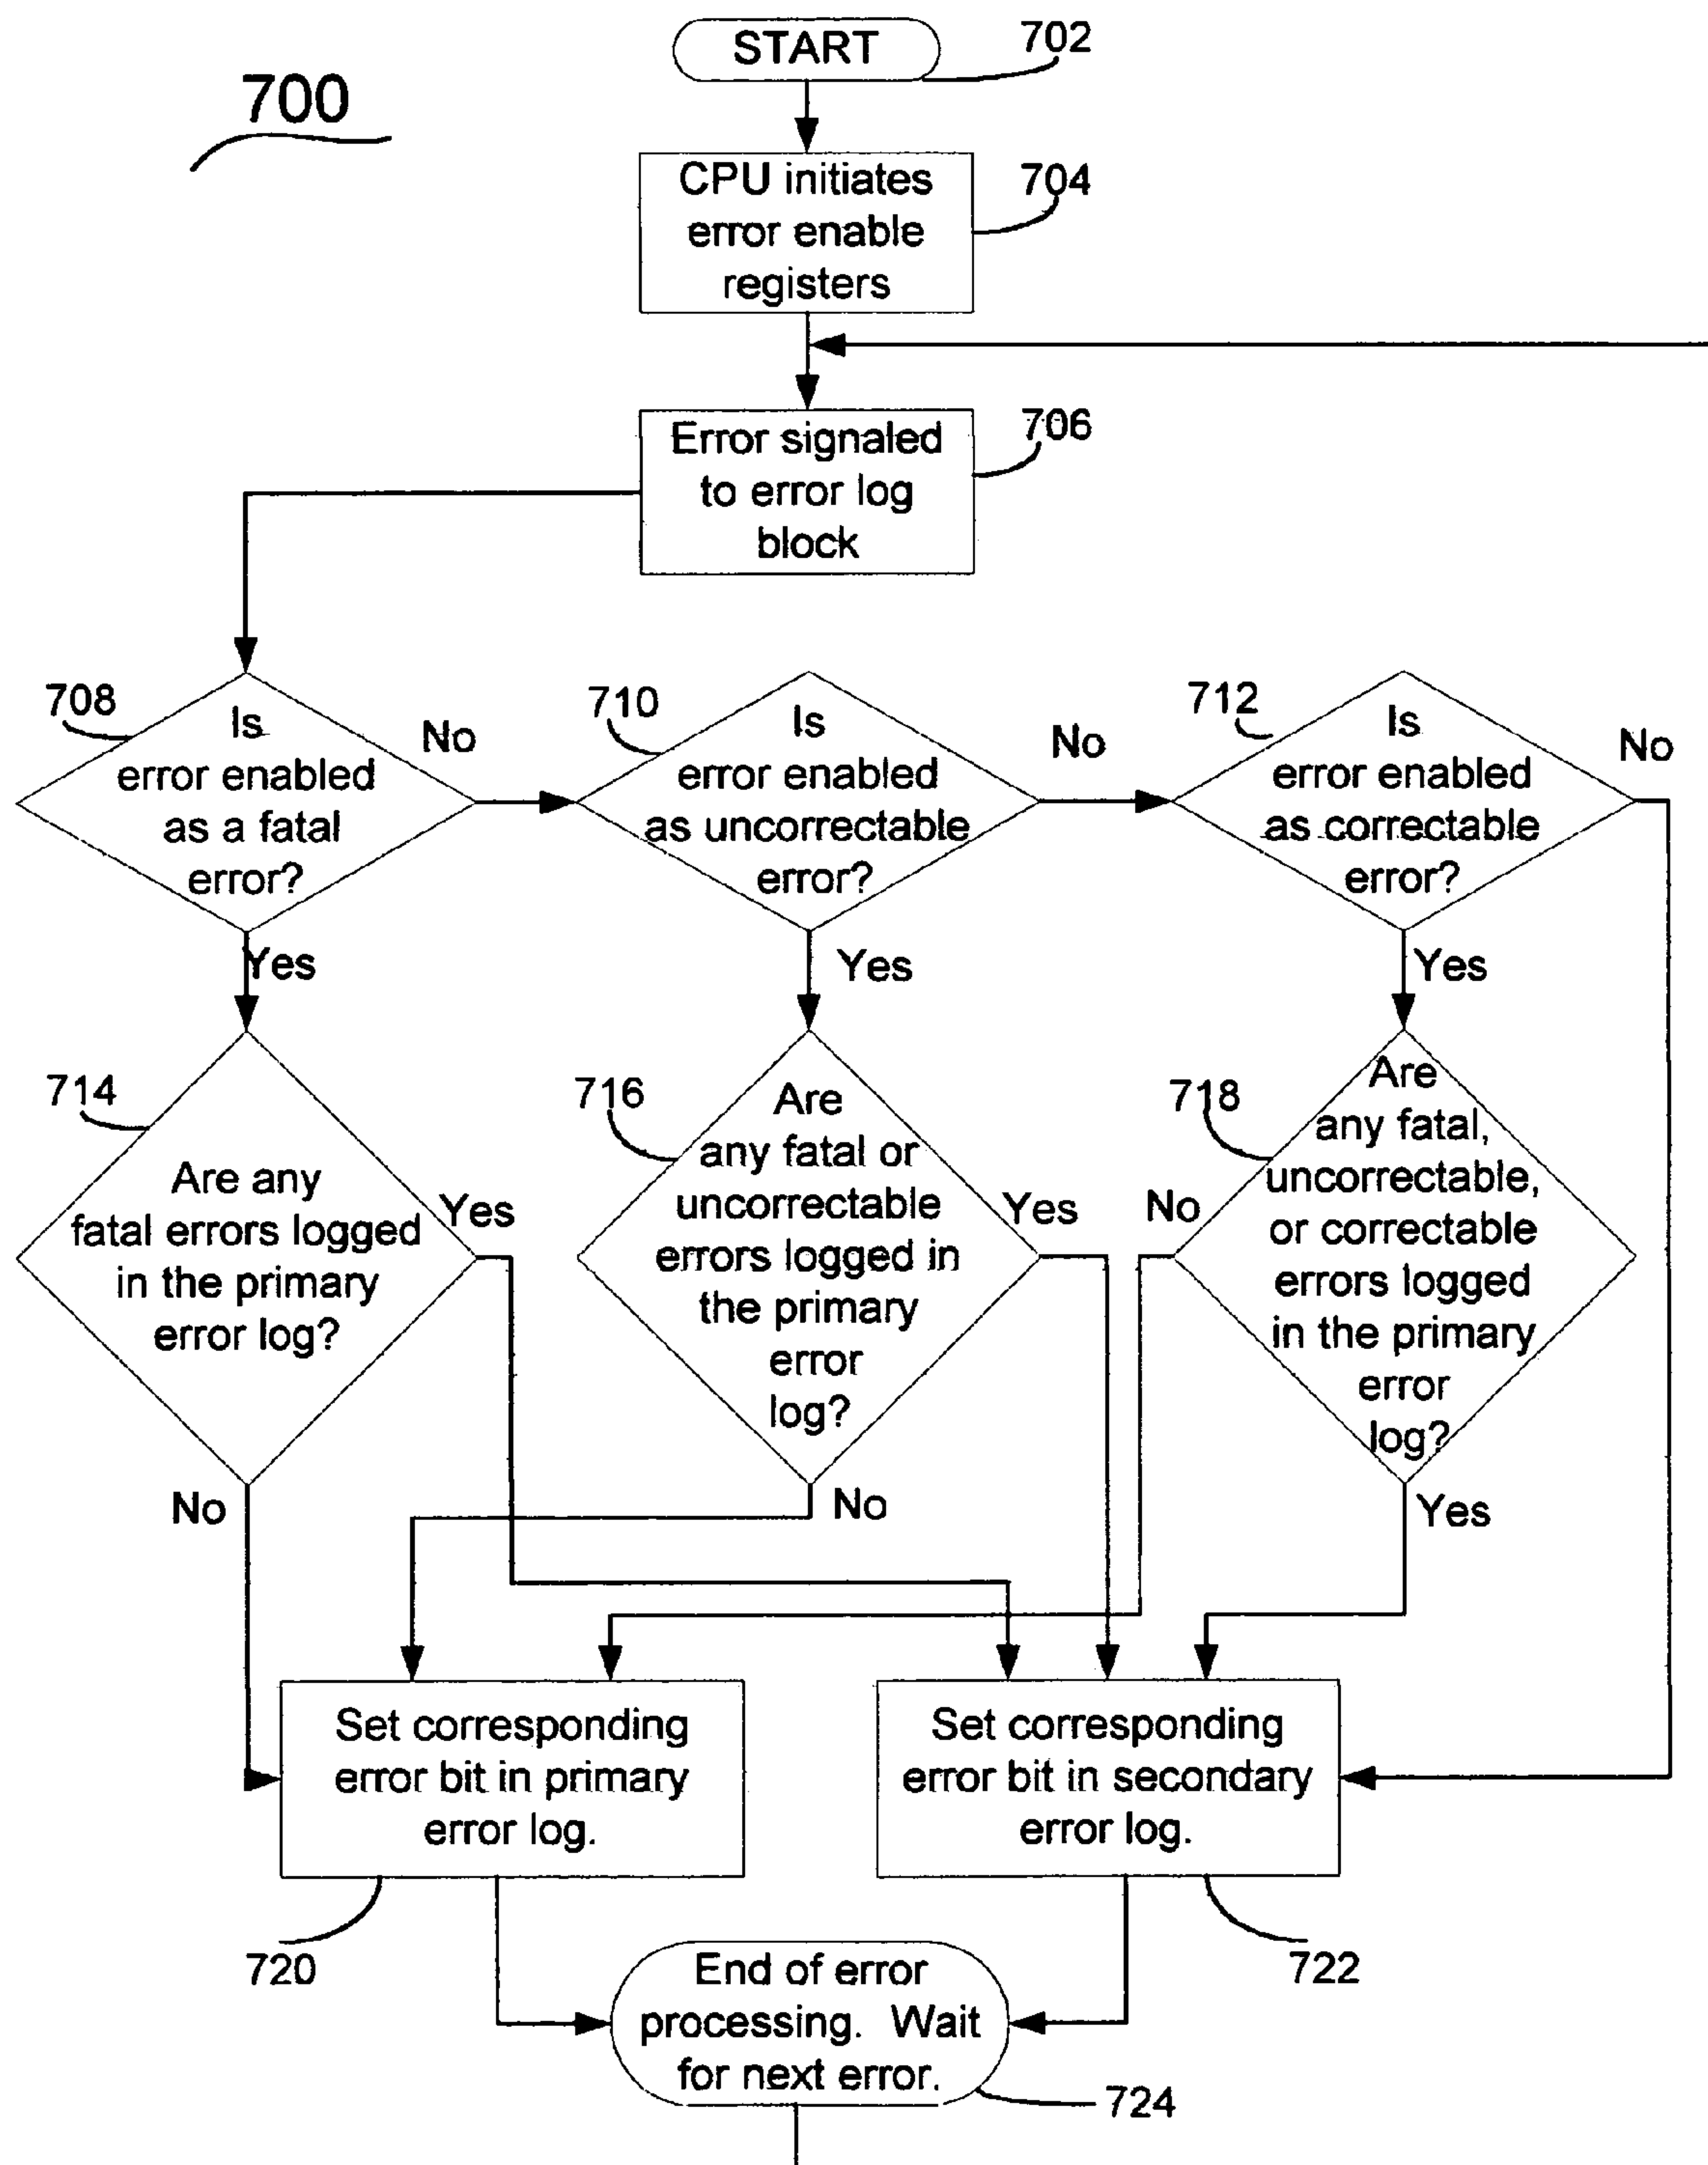 START
702
700
CPU initiates
error enable
registers
704
Error signaled
to error log
block
706
708
Is
error enabled
as a fatal
error?
No
Yes
710
Is
error enabled
as uncorrectable
error?
No
Yes
712
Is
error enabled
as correctable
error?
No
Yes
714
Are any
fatal errors logged
in the primary
error log?
Yes
No
716
Are
any fatal or
uncorrectable
errors logged in
the primary
error
log?
Yes
No
718
Are
any fatal,
uncorrectable,
or correctable
errors logged
in the primary
error
log?
No
Yes
Set corresponding
error bit in primary
error log.
720
Set corresponding
error bit in secondary
error log.
722
End of error
processing. Wait
for next error.
724